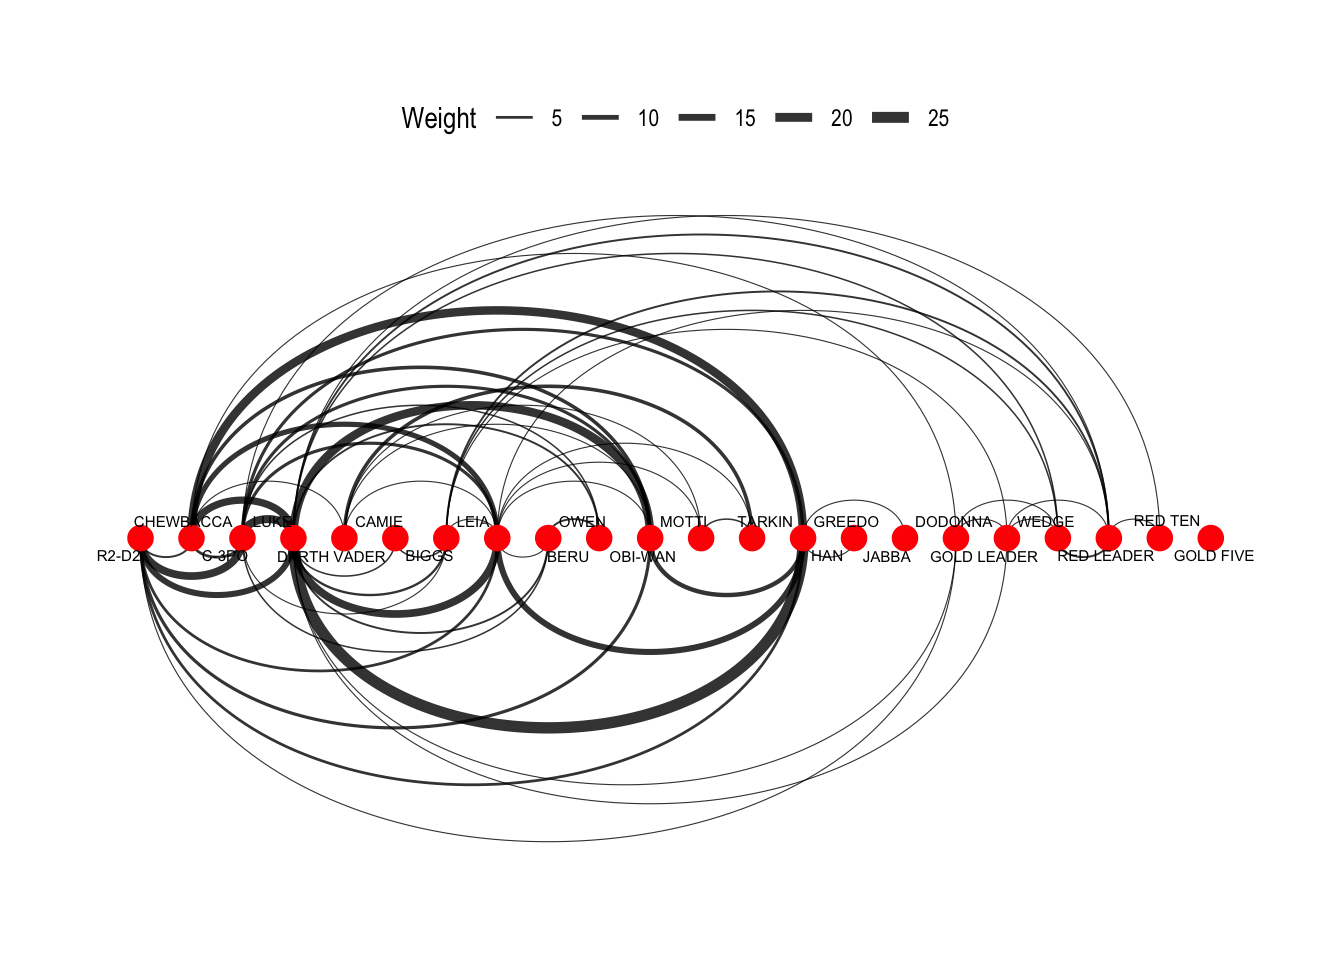 Weight 5 10 15 20 25
CHEWBACCA LUKE CAMIE LEIA OWEN MOTTI TARKIN GREEDO DODONNA WEDGE RED TEN
R2-D2 C-3PO DARTH VADER BIGGS BERU OBI-WAN HAN JABBA GOLD LEADER RED LEADER GOLD FIVE